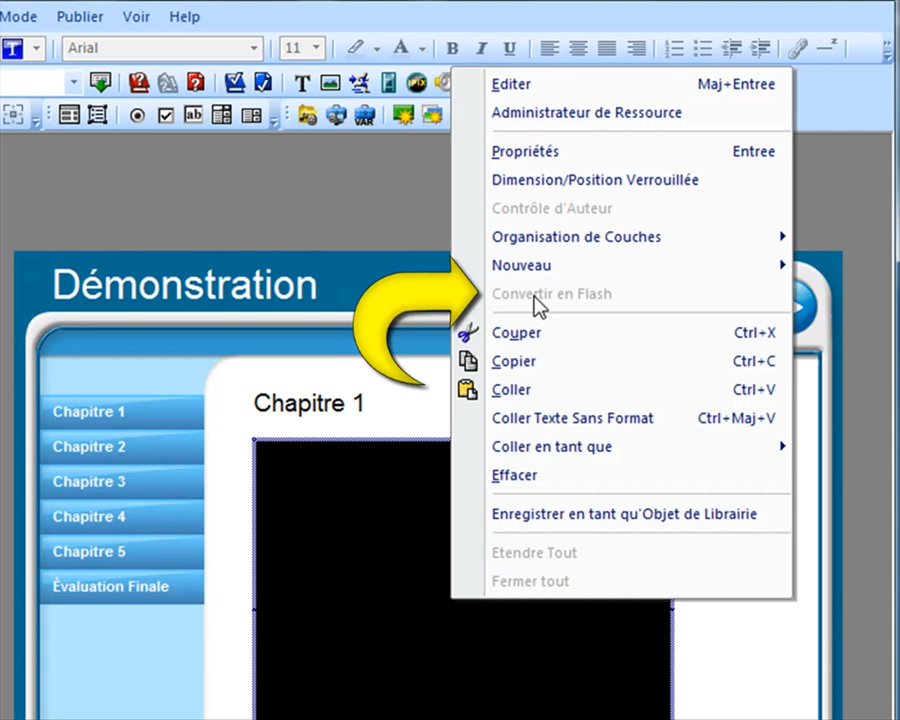 Mode Publier Voir Help
T Arial 11 A B I U
T ab VAR
Editer Maj+Entree
Administrateur de Ressource
Propriétés Entree
Dimension/Position Verrouillée
Contrôle d'Auteur
Organisation de Couches
Nouveau
Convertir en Flash
Couper Ctrl+X
Copier Ctrl+C
Coller Ctrl+V
Coller Texte Sans Format Ctrl+Maj+V
Coller en tant que
Effacer
Enregistrer en tant qu'Objet de Librairie
Etendre Tout
Fermer tout
Démonstration
Chapitre 1
Chapitre 2
Chapitre 3
Chapitre 4
Chapitre 5
Évaluation Finale
Chapitre 1